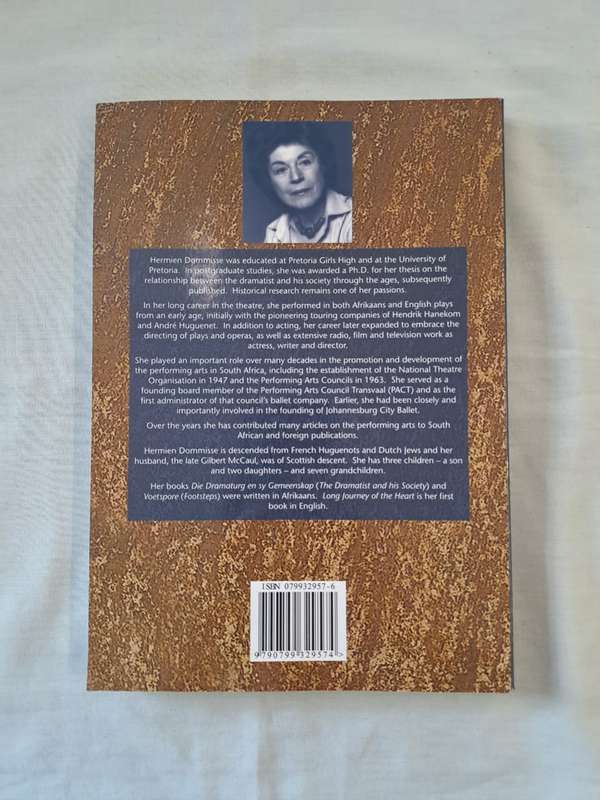 Hermien Dommisse was educated at Pretoria Girls High and at the University of
Pretoria. In postgraduate studies, she was awarded a Ph.D. for her thesis on the
relationship between the dramatist and his society through the ages, subsequently
published. Historical research remains one of her passions.
In her long career in the theatre, she performed in both Afrikaans and English plays
from an early age, initially with the pioneering touring companies of Hendrik Hanekom
and André Huguenet. In addition to acting, her career later expanded to embrace the
directing of plays and operas, as well as extensive radio, film and television work as
actress, writer and director.
She played an important role over many decades in the promotion and development of
the performing arts in South Africa, including the establishment of the National Theatre
Organisation in 1947 and the Performing Arts Councils in 1963. She served as a
founding board member of the Performing Arts Council Transvaal (PACT) and as the
first administrator of that council's ballet company. Earlier, she had been closely and
importantly involved in the founding of Johannesburg City Ballet.
Over the years she has contributed many articles on the performing arts to South
African and foreign publications.
Hermien Dommisse is descended from French Huguenots and Dutch Jews and her
husband, the late Gilbert McCaul, was of Scottish descent. She has three children – a son
and two daughters – and seven grandchildren.
Her books Die Dramaturg en sy Gemeenskap (The Dramatist and his Society) and
Voetspore (Footsteps) were written in Afrikaans. Long Journey of the Heart is her first
book in English.
ISBN 079932957-6
9790799329574>